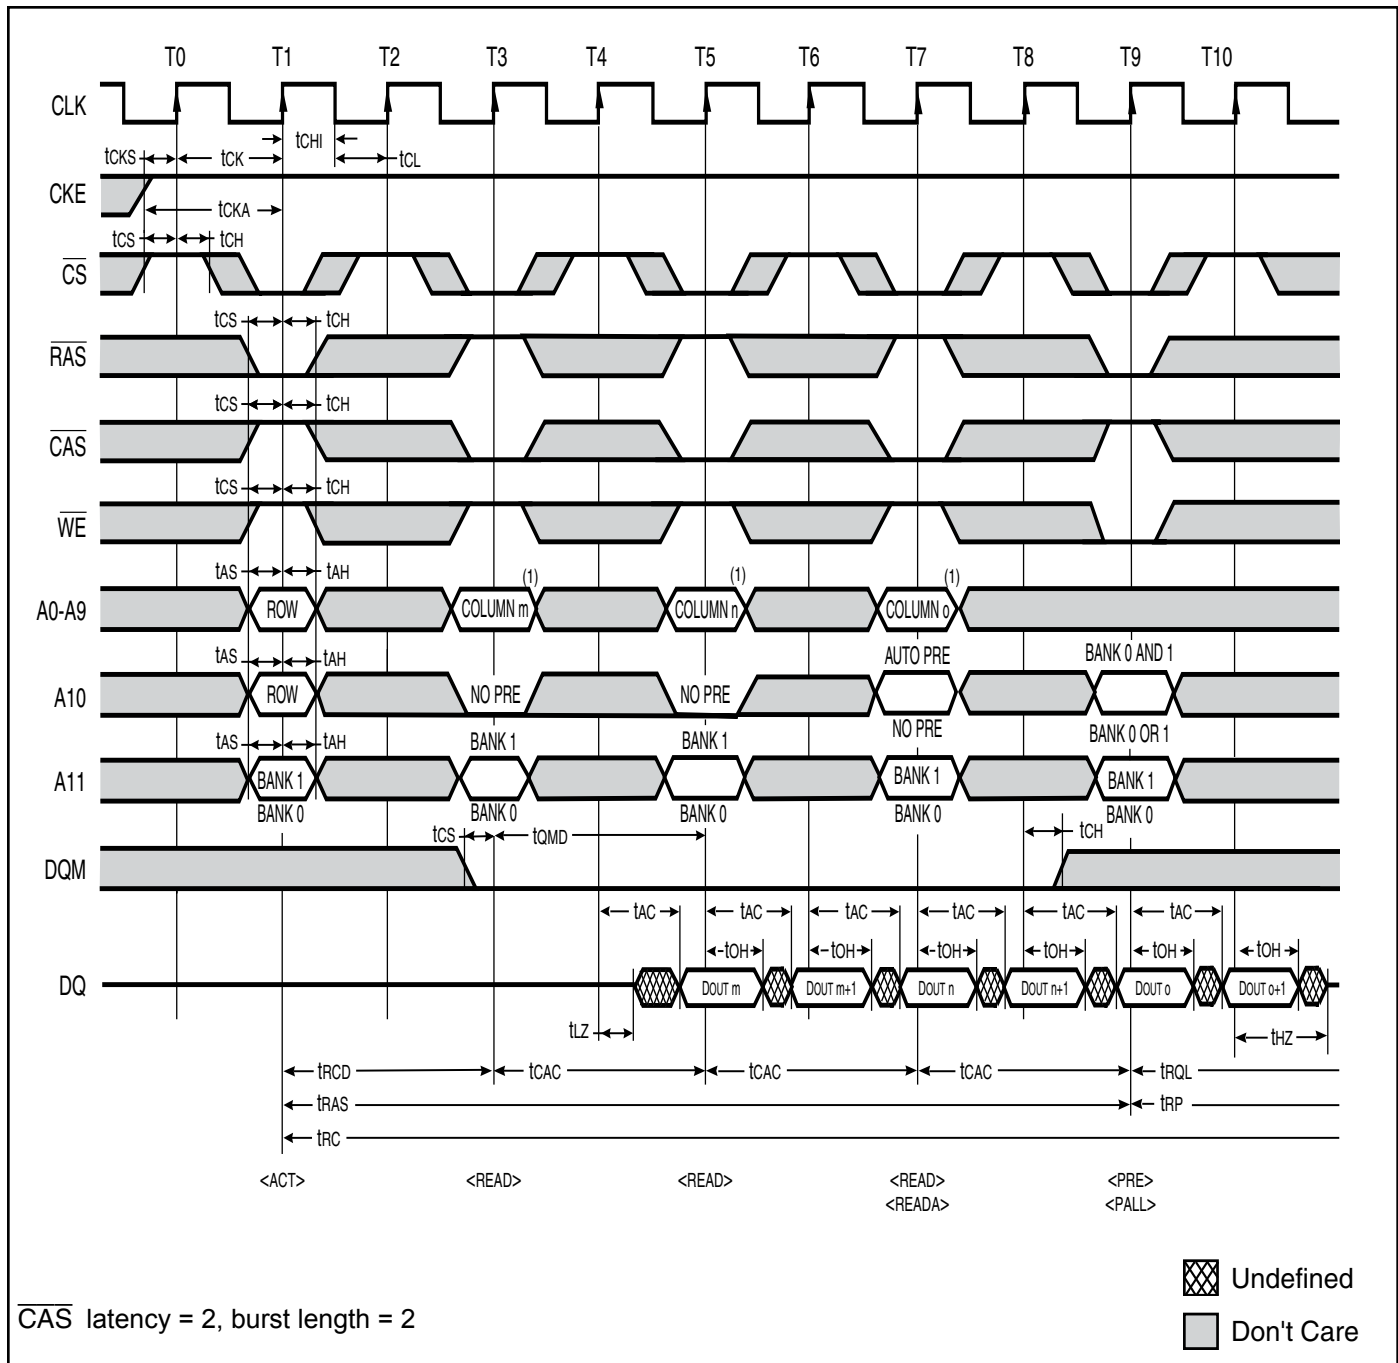 T0 T1 T2 T3 T4 T5 T6 T7 T8 T9 T10
CLK
tCHI
tCKS tCK tCL
CKE
tCKA
tCS tCH
CS
tCS tCH
RAS
tCS tCH
CAS
tCS tCH
WE
tAS tAH (1) (1) (1)
A0-A9 ROW COLUMN m COLUMN n COLUMN o
tAS tAH AUTO PRE BANK 0 AND 1
A10 ROW NO PRE NO PRE
NO PRE BANK 0 OR 1
tAS tAH BANK 1 BANK 1
A11 BANK 1 BANK 1 BANK 1
BANK 0 BANK 0 BANK 0 BANK 0 BANK 0
tCS tQMD tCH
DQM
tAC tAC tAC tAC tAC tAC
tOH tOH tOH tOH tOH tOH
DQ DOUT m DOUT m+1 DOUT n DOUT n+1 DOUT o DOUT o+1
tLZ tHZ
tRCD tCAC tCAC tCAC tRQL
tRAS tRP
tRC
<ACT> <READ> <READ> <READ> <PRE>
<READA> <PALL>
Undefined
CAS latency = 2, burst length = 2
Don't Care